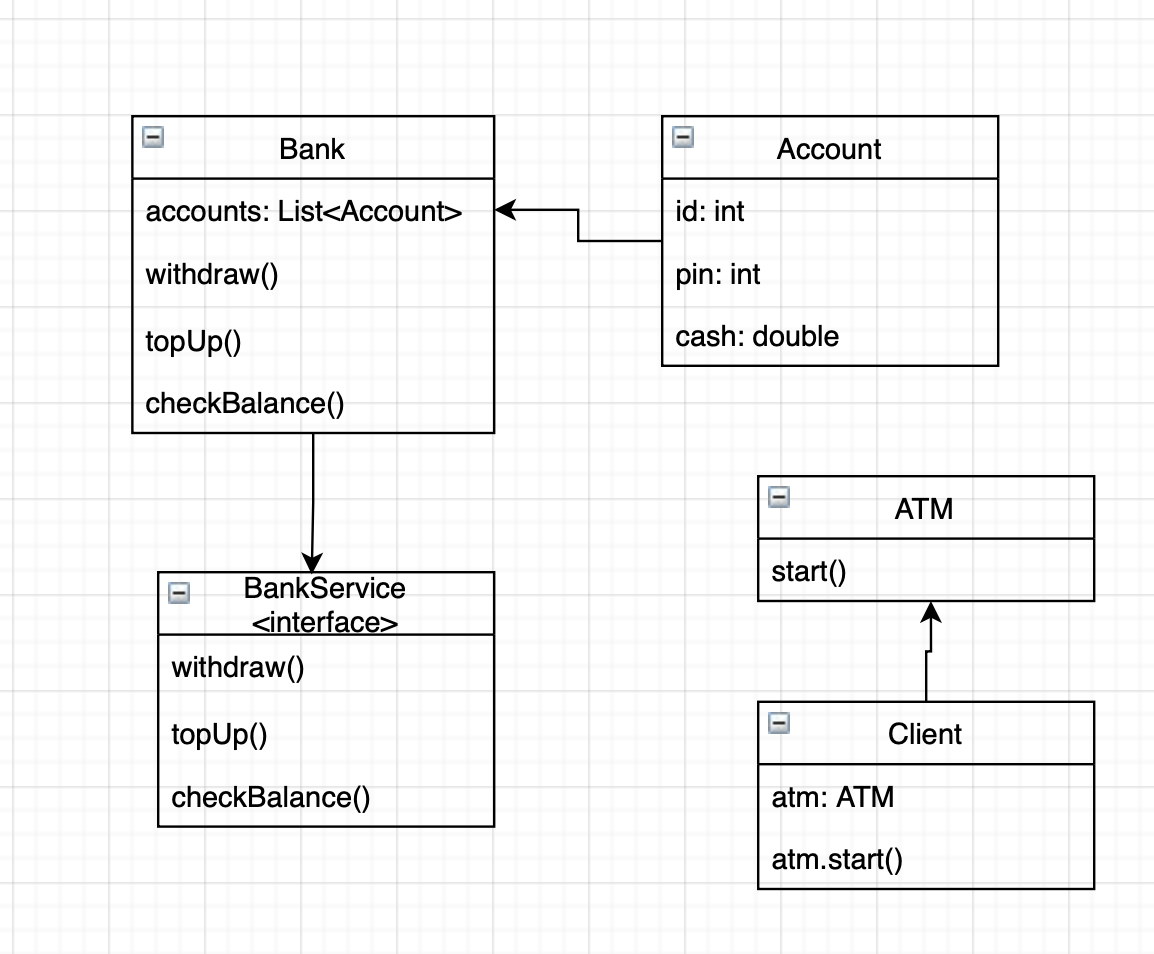 Bank
accounts: List<Account>
withdraw()
topUp()
checkBalance()
Account
id: int
pin: int
cash: double
BankService
<interface>
withdraw()
topUp()
checkBalance()
ATM
start()
Client
atm: ATM
atm.start()